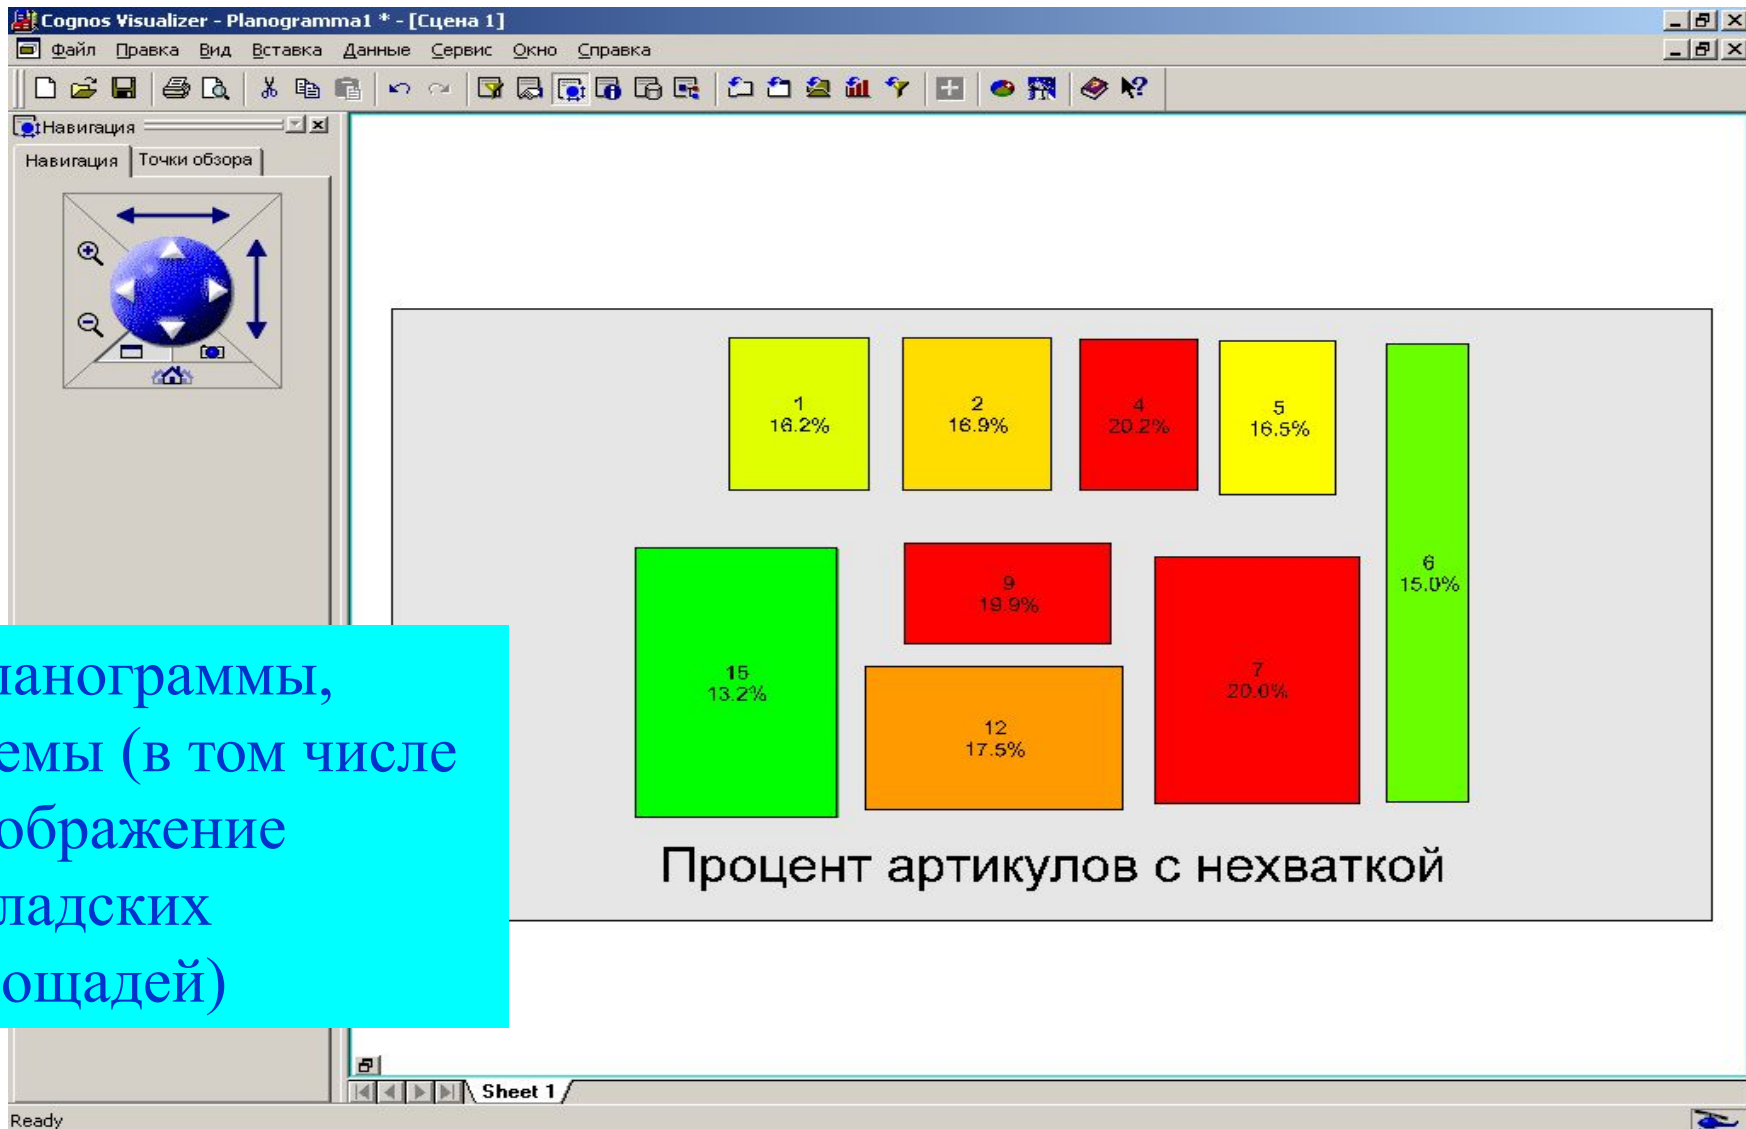 Cognos Visualizer - Planogramma1 * - [Сцена 1]
Файл Правка Вид Вставка Данные Сервис Окно Справка
Навигация
Навигация Точки обзора
1
16.2%
2
16.9%
4
20.2%
5
16.5%
6
15.0%
9
19.9%
15
13.2%
7
20.0%
12
17.5%
Процент артикулов с нехваткой
ланограммы,
емы (в том числе
ображение
ладских
ощадей)
Sheet 1
Ready